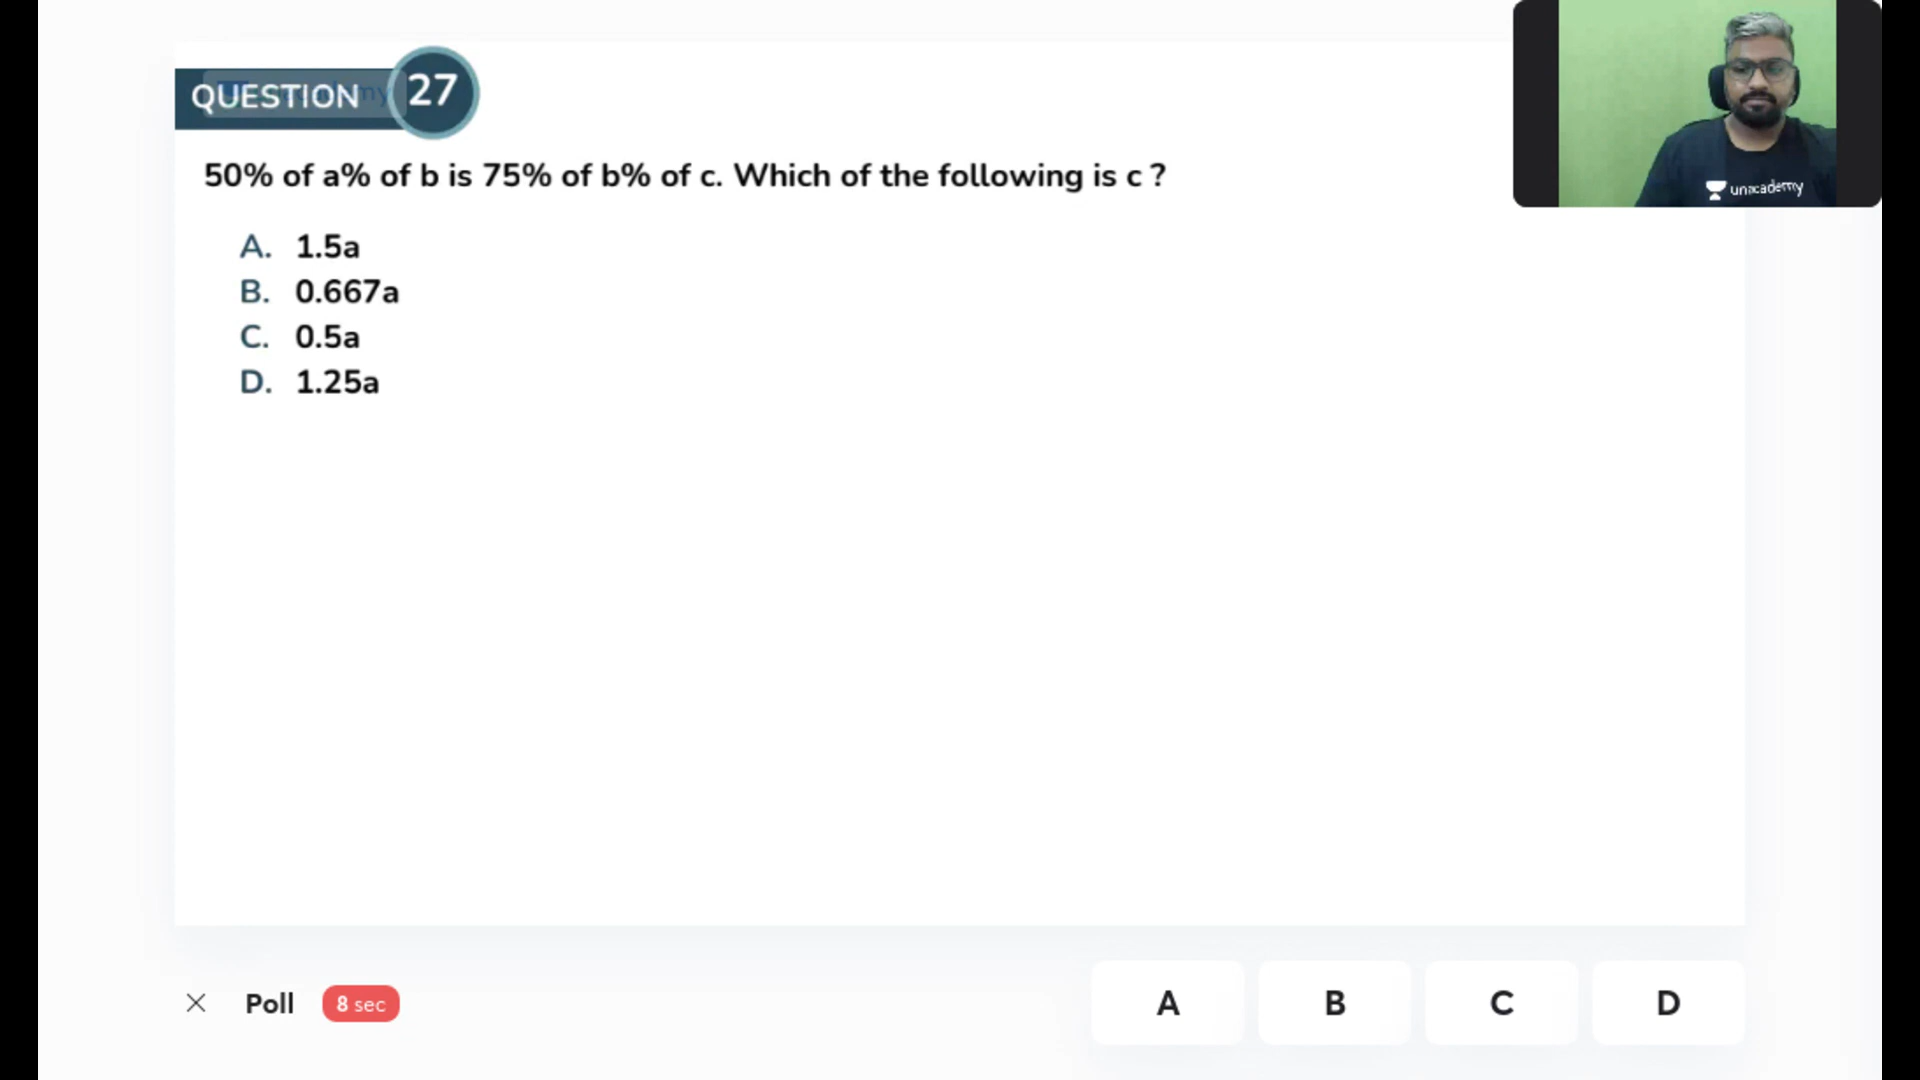 QUESTION 27
50% of a% of b is 75% of b% of c. Which of the following is c ?
A. 1.5a
B. 0.667a
C. 0.5a
D. 1.25a
unacademy
Poll 8 sec
A B C D